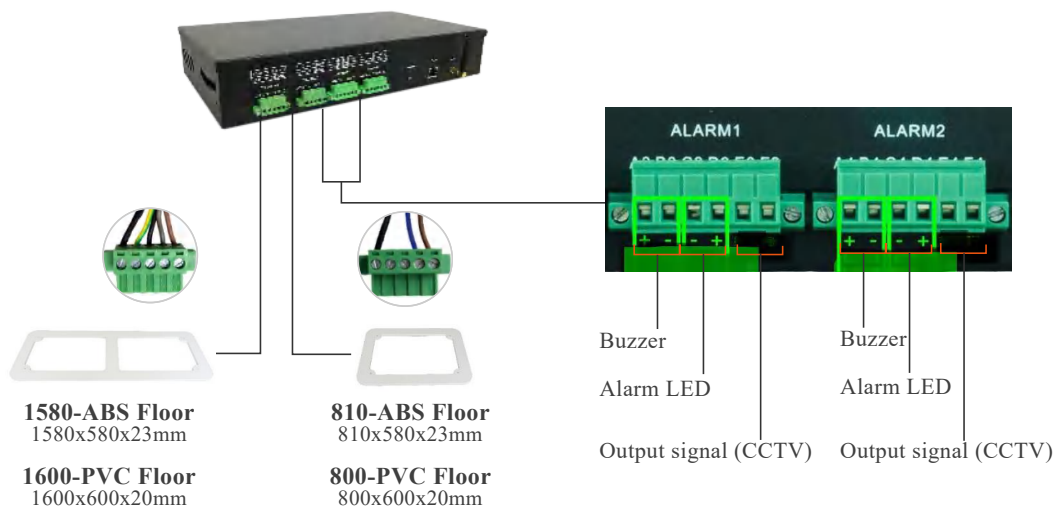 ALARM1
ALARM2
+ - - +
+ - - +
Buzzer
Alarm LED
Output signal (CCTV)
Buzzer
Alarm LED
Output signal (CCTV)
1580-ABS Floor
1580x580x23mm
1600-PVC Floor
1600x600x20mm
810-ABS Floor
810x580x23mm
800-PVC Floor
800x600x20mm